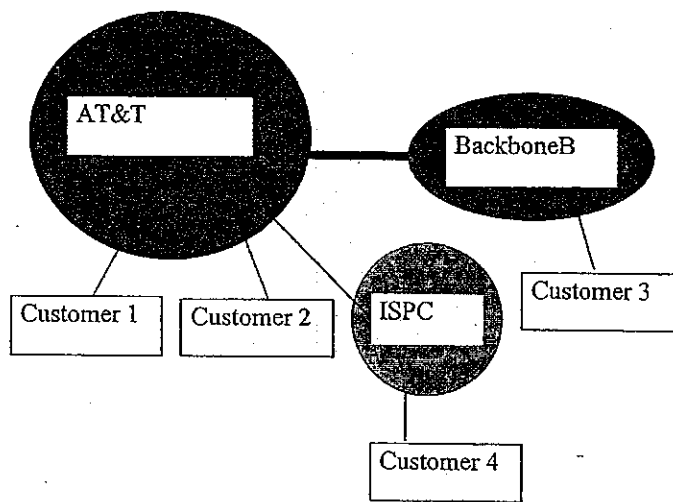 AT&T
BackboneB
Customer 1
Customer 2
ISPC
Customer 3
Customer 4